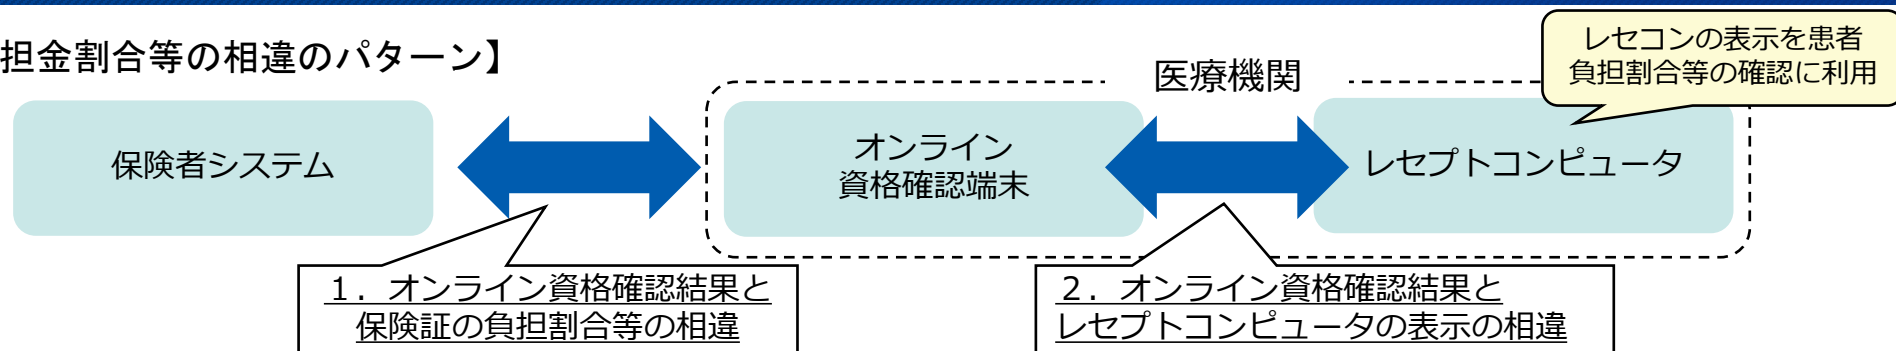 担金割合等の相違のパターン】
レセコンの表示を患者
負担割合等の確認に利用
医療機関
保険者システム
オンライン
資格確認端末
レセプトコンピュータ
１．オンライン資格確認結果と
保険証の負担割合等の相違
２．オンライン資格確認結果と
レセプトコンピュータの表示の相違